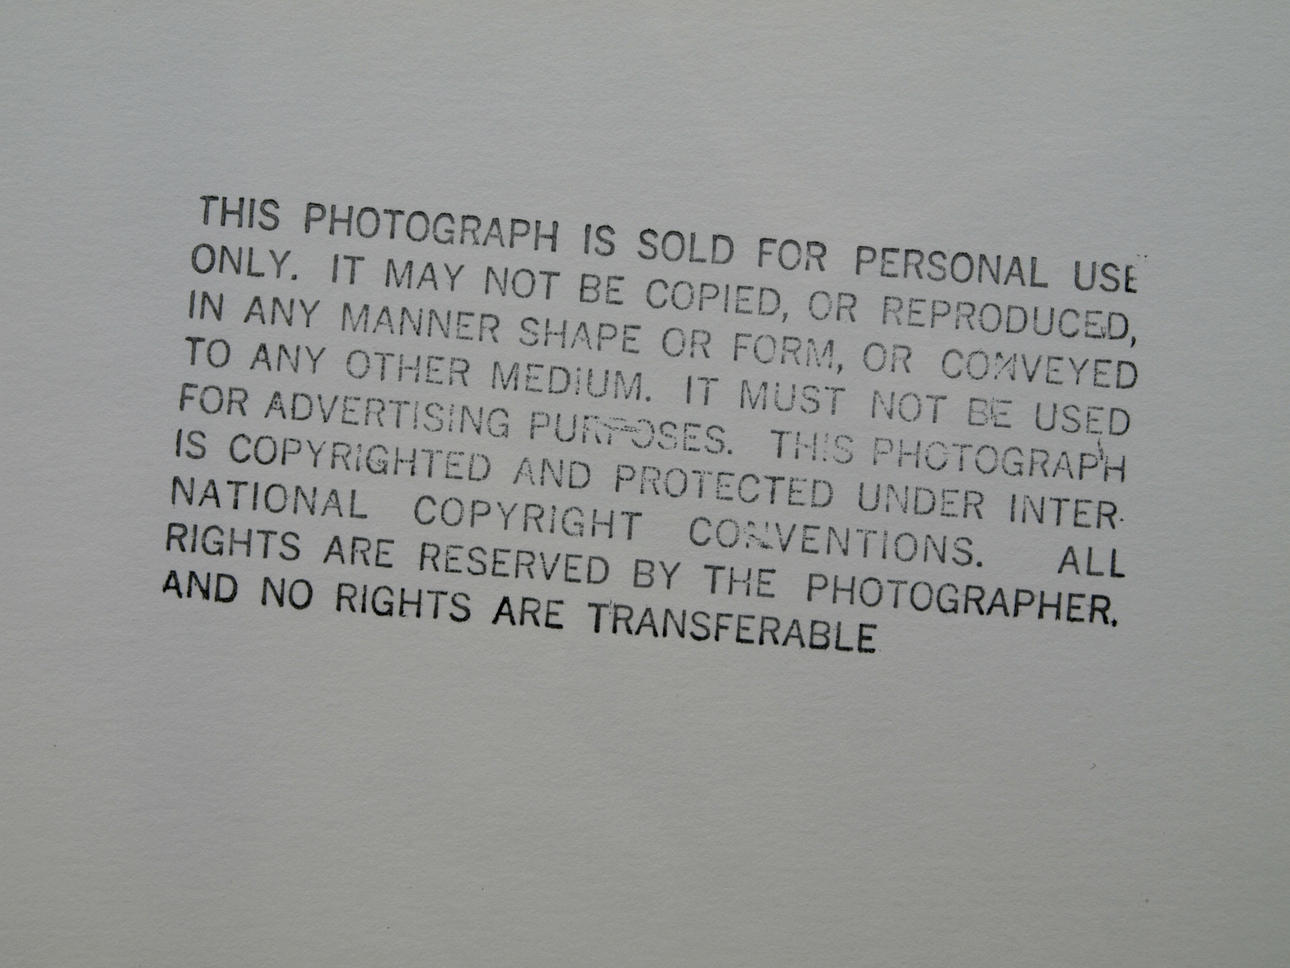 THIS PHOTOGRAPH IS SOLD FOR PERSONAL USE
ONLY. IT MAY NOT BE COPIED, OR REPRODUCED,
IN ANY MANNER SHAPE OR FORM, OR CONVEYED
TO ANY OTHER MEDIUM. IT MUST NOT BE USED
FOR ADVERTISING PURPOSES. THIS PHOTOGRAPH
IS COPYRIGHTED AND PROTECTED UNDER INTER-
NATIONAL COPYRIGHT CONVENTIONS. ALL
RIGHTS ARE RESERVED BY THE PHOTOGRAPHER.
AND NO RIGHTS ARE TRANSFERABLE